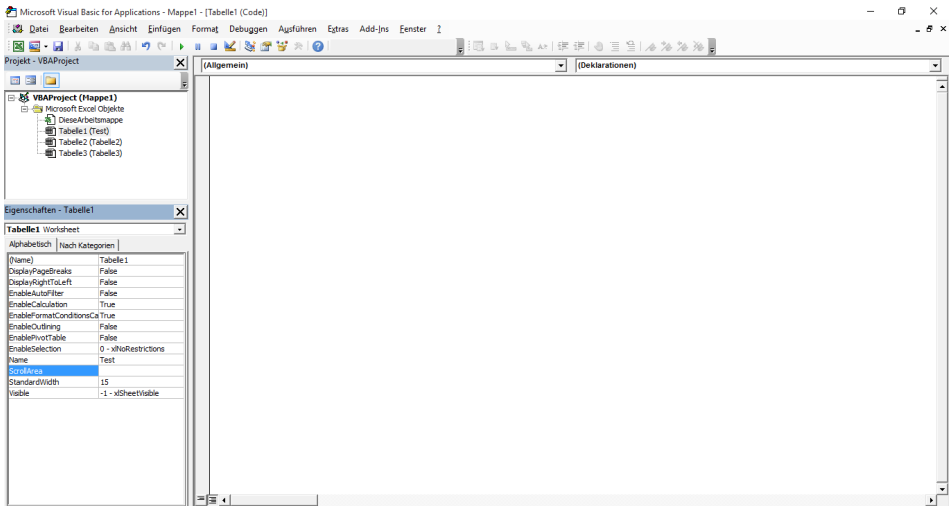 Microsoft Visual Basic for Applications - Mappe1 - [Tabelle1 (Code)]
Datei Bearbeiten Ansicht Einfügen Format Debuggen Ausführen Extras Add-Ins Fenster ?
Projekt - VBAProject
VBAProject (Mappe1)
Microsoft Excel Objekte
DieseArbeitsmappe
Tabelle1 (Test)
Tabelle2 (Tabelle2)
Tabelle3 (Tabelle3)
Eigenschaften - Tabelle1
Tabelle1 Worksheet
Alphabetisch Nach Kategorien
(Name) Tabelle1
DisplayPageBreaks False
DisplayRightToLeft False
EnableAutoFilter False
EnableCalculation True
EnableFormatConditionsCa True
EnableOutlining False
EnablePivotTable False
EnableSelection 0 - xlNoRestrictions
Name Test
ScrollArea
StandardWidth 15
Visible -1 - xlSheetVisible
(Allgemein) (Deklarationen)